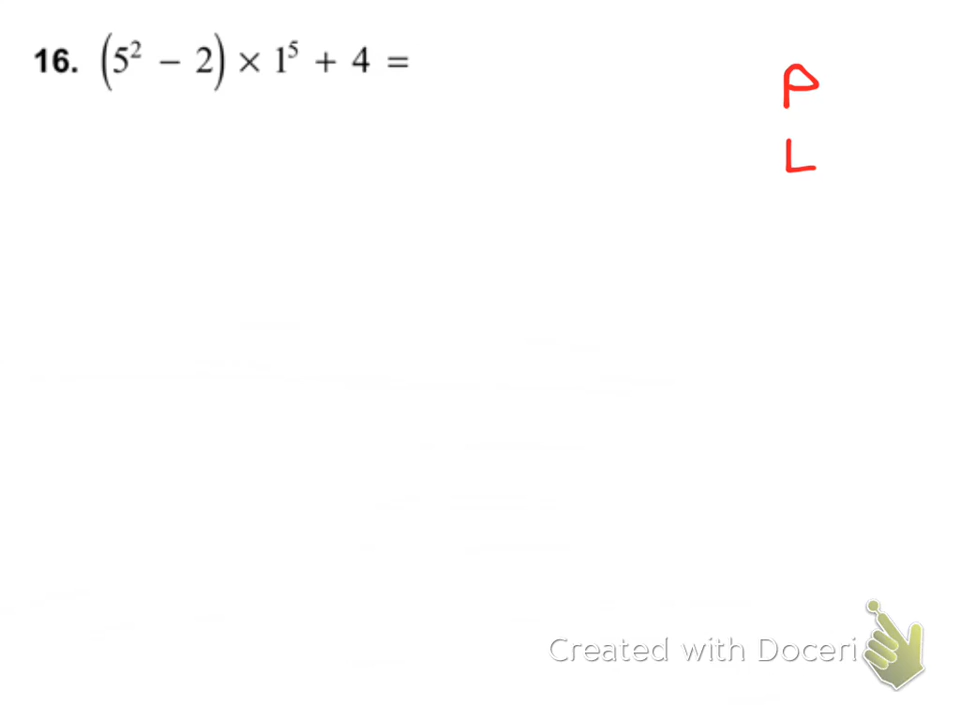 16. (5² − 2) × 1⁵ + 4 =
P
L
Created with Doceri